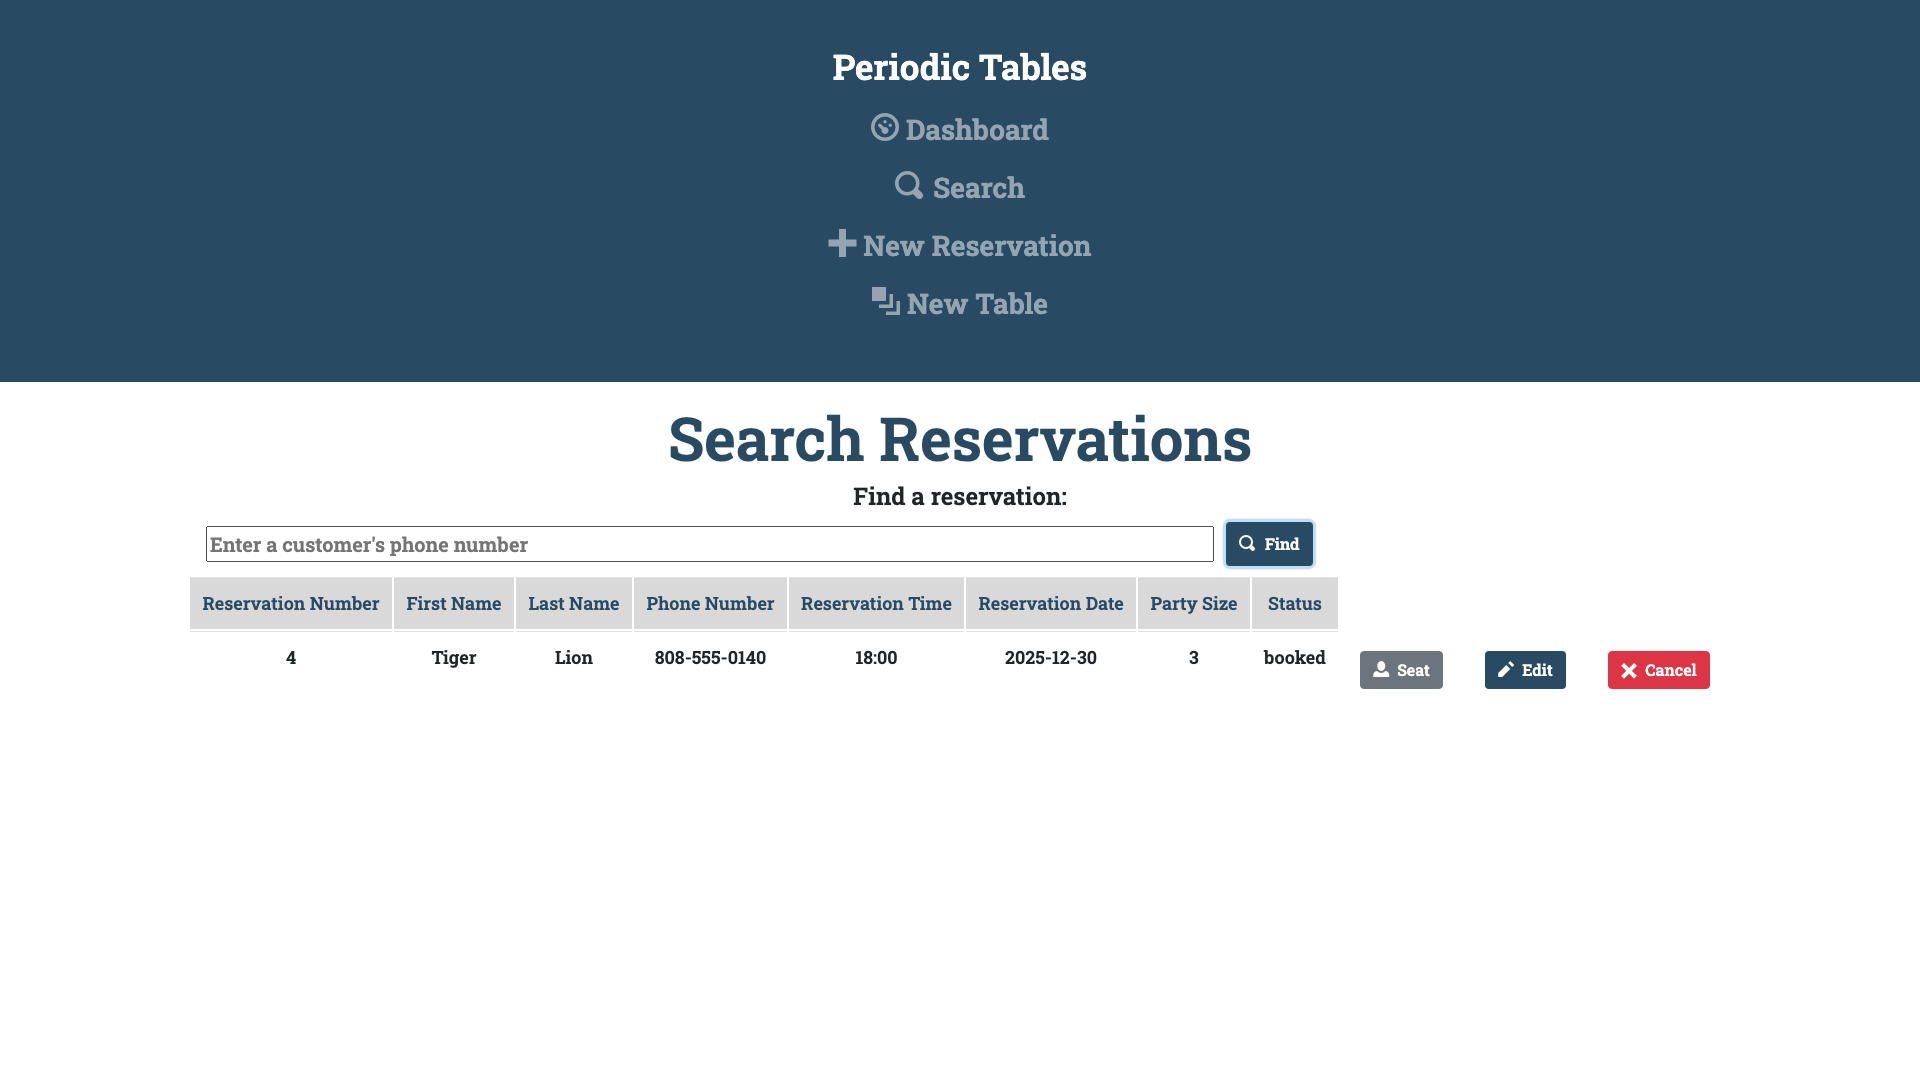 Periodic Tables
Dashboard
Search
New Reservation
New Table
Search Reservations
Find a reservation:
Enter a customer's phone number Find
Reservation Number First Name Last Name Phone Number Reservation Time Reservation Date Party Size Status
4 Tiger Lion 808-555-0140 18:00 2025-12-30 3 booked Seat Edit Cancel